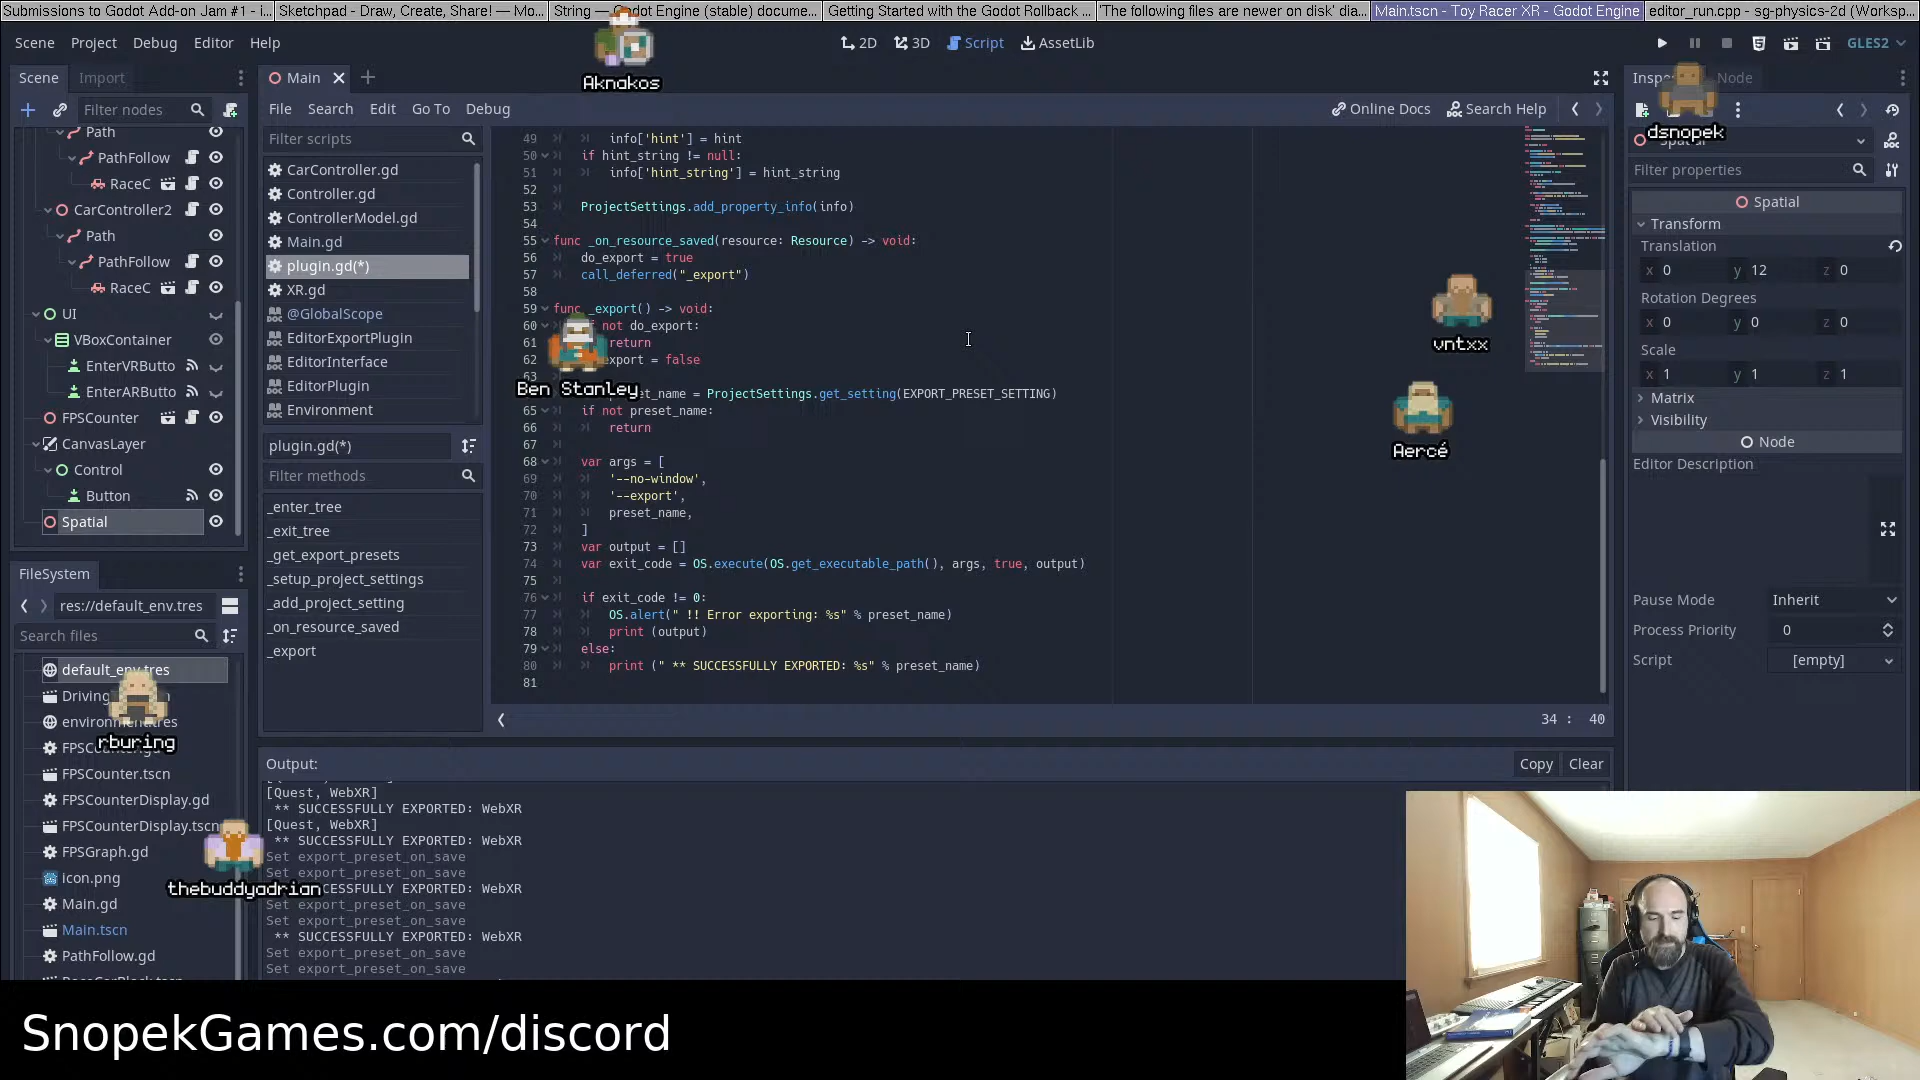 Submissions to Godot Add-on Jam #1 - i...
Sketchpad - Draw, Create, Share! — Mo...
String — Godot Engine (stable) docume...
Getting Started with the Godot Rollback ...
'The following files are newer on disk' dia...
Main.tscn - Toy Racer XR - Godot Engine
editor_run.cpp - sg-physics-2d (Worksp...
Scene Project Debug Editor Help
2D 3D Script AssetLib
GLES2
Aknakos
Scene Import
Filter nodes
Path
PathFollow
RaceC
CarController2
Path
PathFollow
RaceC
UI
VBoxContainer
EnterVRButto
EnterARButto
FPSCounter
CanvasLayer
Control
Button
Spatial
FileSystem
res://default_env.tres
Search files
default_env.tres
Driving
FPSCounter.tscn
FPSCounterDisplay.gd
FPSCounterDisplay.tscn
FPSGraph.gd
icon.png
Main.gd
Main.tscn
PathFollow.gd
rburing
thebuddyadrian
Main
File Search Edit Go To Debug
Online Docs Search Help
Filter scripts
CarController.gd
Controller.gd
ControllerModel.gd
Main.gd
plugin.gd(*)
XR.gd
@GlobalScope
EditorExportPlugin
EditorInterface
EditorPlugin
Environment
plugin.gd(*)
Filter methods
_enter_tree
_exit_tree
_get_export_presets
_setup_project_settings
_add_project_setting
_on_resource_saved
_export
49 info['hint'] = hint
50 if hint_string != null:
51 info['hint_string'] = hint_string
52
53 ProjectSettings.add_property_info(info)
54
55 func _on_resource_saved(resource: Resource) -> void:
56 do_export = true
57 call_deferred("_export")
58
59 func _export() -> void:
60 not do_export:
61 return
62 export = false
63
Ben Stanley
et_name = ProjectSettings.get_setting(EXPORT_PRESET_SETTING)
65 if not preset_name:
66 return
67
68 var args = [
69 '--no-window',
70 '--export',
71 preset_name,
72 ]
73 var output = []
74 var exit_code = OS.execute(OS.get_executable_path(), args, true, output)
75
76 if exit_code != 0:
77 OS.alert(" !! Error exporting: %s" % preset_name)
78 print (output)
79 else:
80 print (" ** SUCCESSFULLY EXPORTED: %s" % preset_name)
81
34 : 40
vntxx
Aercé
Output:
Copy Clear
[Quest, WebXR]
** SUCCESSFULLY EXPORTED: WebXR
[Quest, WebXR]
** SUCCESSFULLY EXPORTED: WebXR
Set export_preset_on_save
Set export_preset_on_save
CCESSFULLY EXPORTED: WebXR
Set export_preset_on_save
Set export_preset_on_save
** SUCCESSFULLY EXPORTED: WebXR
Set export_preset_on_save
Set export_preset_on_save
Inspe Node
dsnopek
Filter properties
Spatial
Transform
Translation
x 0 y 12 z 0
Rotation Degrees
x 0 y 0 z 0
Scale
x 1 y 1 z 1
Matrix
Visibility
Node
Editor Description
Pause Mode Inherit
Process Priority 0
Script [empty]
SnopekGames.com/discord